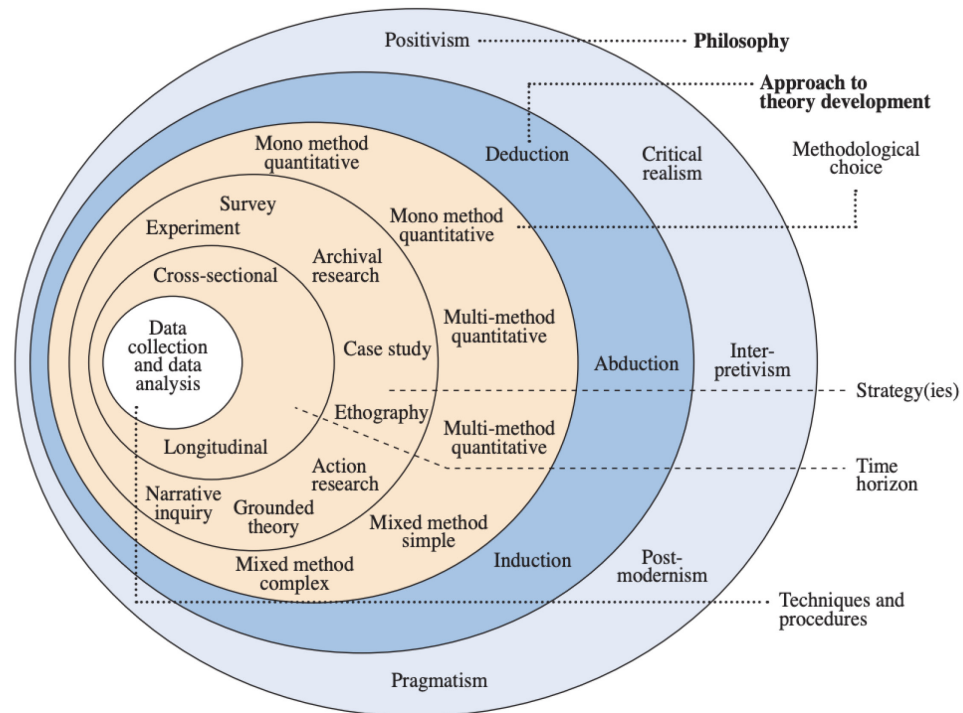 Positivism
Philosophy
Approach to
theory development
Mono method
quantitative
Deduction
Critical
realism
Methodological
choice
Survey
Experiment
Mono method
quantitative
Archival
research
Cross-sectional
Data
collection
and data
analysis
Multi-method
quantitative
Case study
Abduction
Inter-
pretivism
Strategy(ies)
Ethography
Multi-method
quantitative
Longitudinal
Time
horizon
Action
research
Narrative
inquiry
Grounded
theory
Mixed method
simple
Mixed method
complex
Induction
Post-
modernism
Techniques and
procedures
Pragmatism